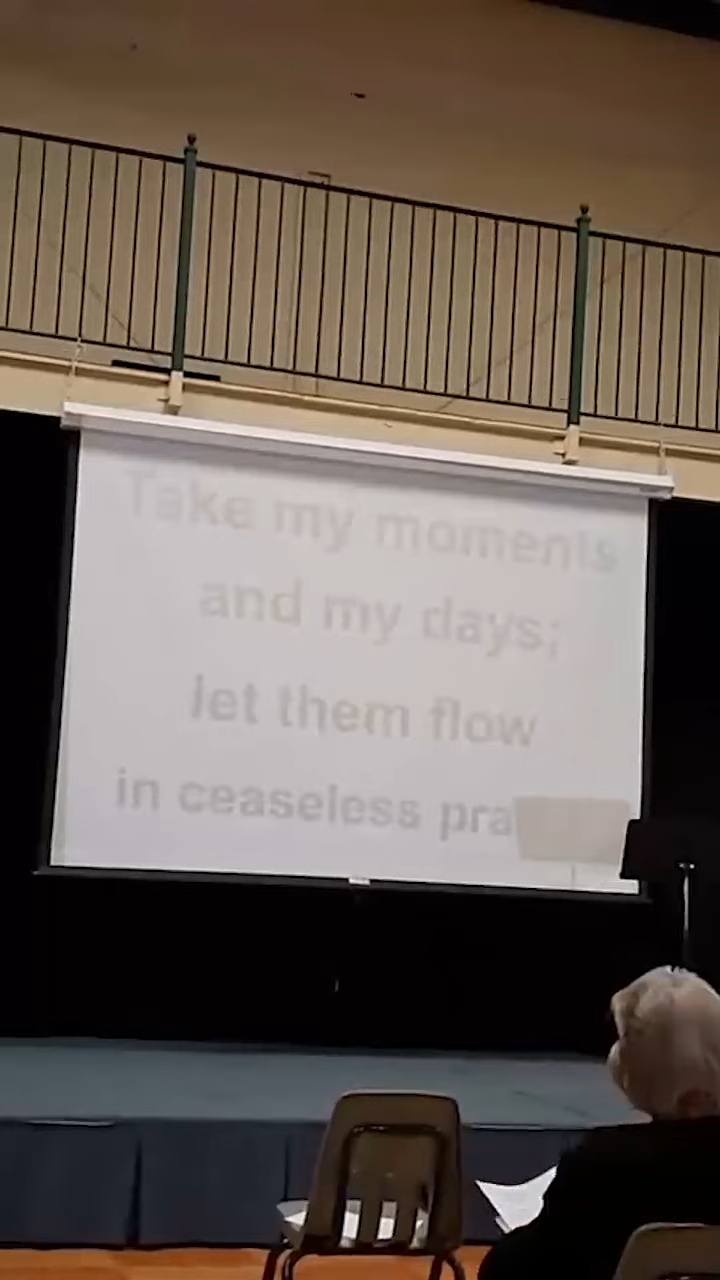 Take my moments
and my days;
let them flow
in ceaseless pra